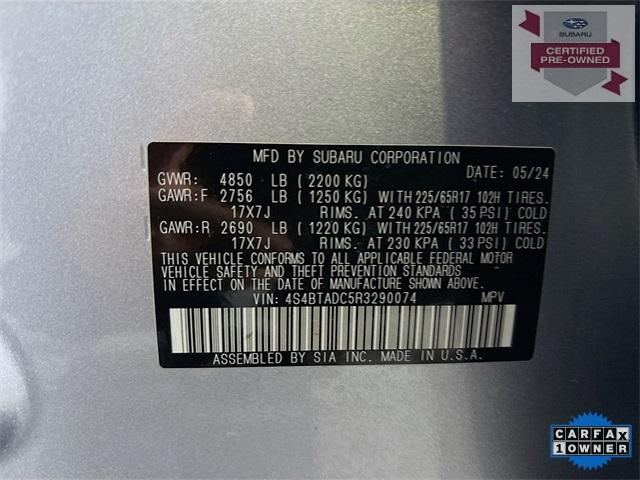 SUBARU
CERTIFIED
PRE-OWNED
MFD BY SUBARU CORPORATION
DATE: 05/24
GVWR: 4850 LB ( 2200 KG)
GAWR:F 2756 LB ( 1250 KG) WITH 225/65R17 102H TIRES.
17X7J RIMS. AT 240 KPA ( 35 PSI) COLD
GAWR:R 2690 LB ( 1220 KG) WITH 225/65R17 102H TIRES.
17X7J RIMS. AT 230 KPA ( 33 PSI) COLD
THIS VEHICLE CONFORMS TO ALL APPLICABLE FEDERAL MOTOR
VEHICLE SAFETY AND THEFT PREVENTION STANDARDS
IN EFFECT ON THE DATE OF MANUFACTURE SHOWN ABOVE.
VIN: 4S4BTADC5R3290074 MPV
ASSEMBLED BY SIA INC. MADE IN U.S.A.
CARFAX
1 OWNER